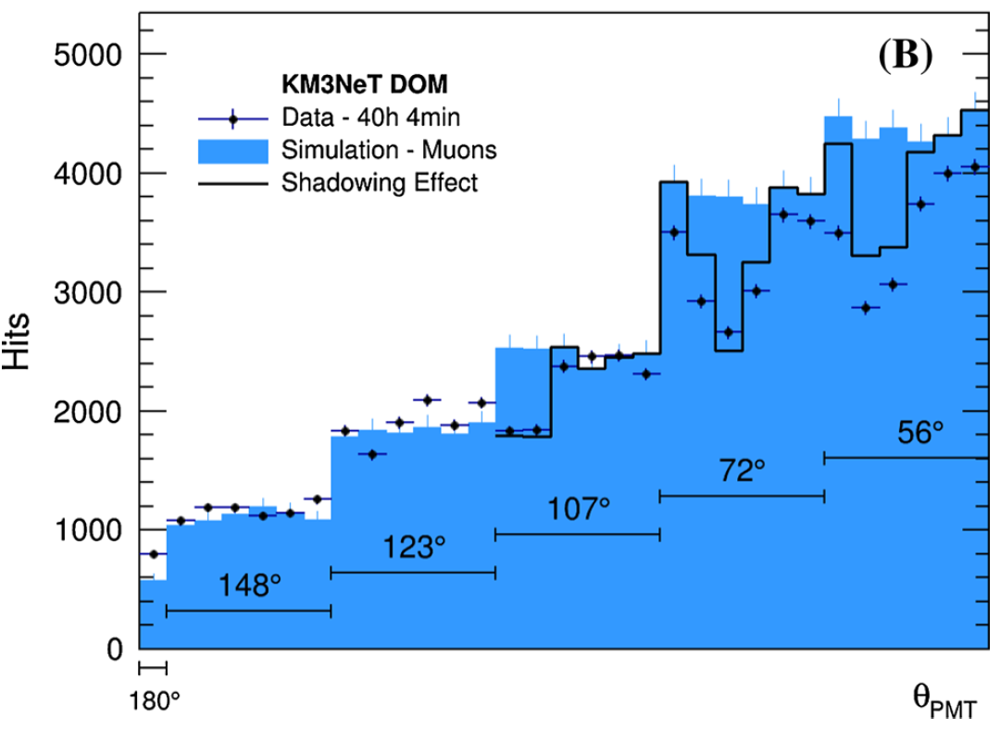 (B)
KM3NeT DOM
Data - 40h 4min
Simulation - Muons
Shadowing Effect
Hits
5000
4000
3000
2000
1000
0
56°
72°
107°
123°
148°
180°
θPMT